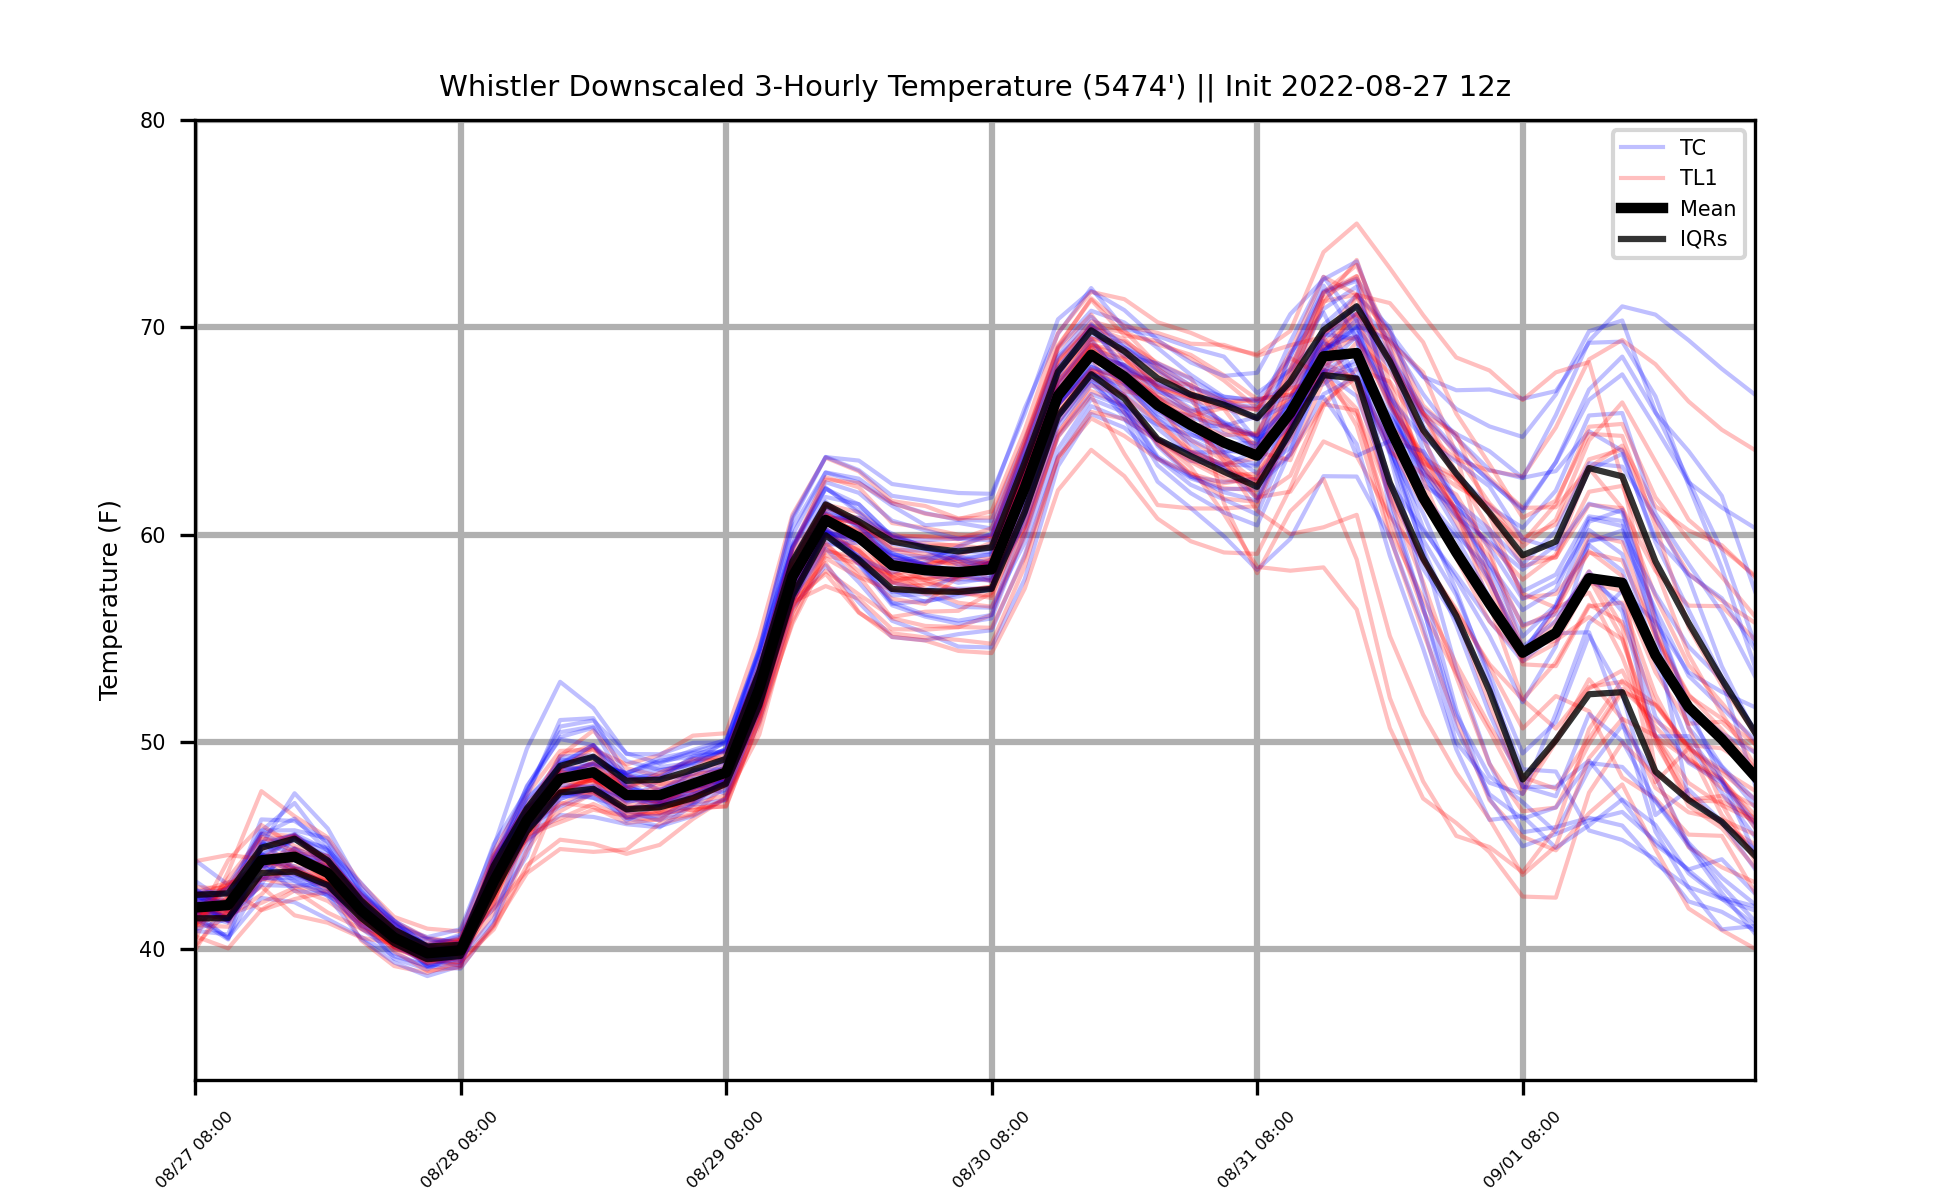 Whistler Downscaled 3-Hourly Temperature (5474') || Init 2022-08-27 12z
Temperature (F)
80
70
60
50
40
TC
TL1
Mean
IQRs
08/27 08:00
08/28 08:00
08/29 08:00
08/30 08:00
08/31 08:00
09/01 08:00